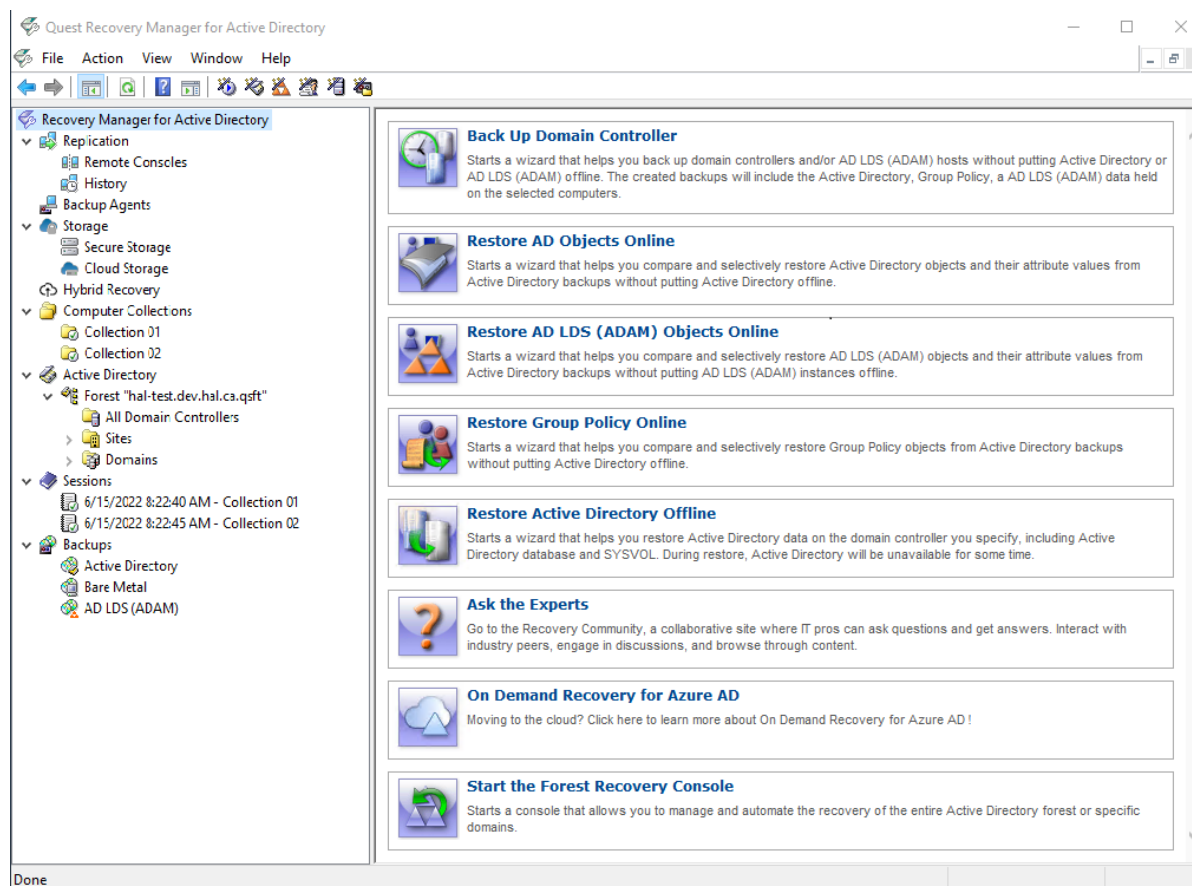 Quest Recovery Manager for Active Directory
File Action View Window Help
Recovery Manager for Active Directory
Replication
Remote Conscles
History
Backup Agents
Storage
Secure Storage
Cloud Storage
Hybrid Recovery
Computer Collections
Collection 01
Collection 02
Active Directory
Forest "hal-test.dev.hal.ca.qsft"
All Domain Controllers
Sites
Domains
Sessions
6/15/2022 8:22:40 AM - Collection 01
6/15/2022 8:22:45 AM - Collection 02
Backups
Active Directory
Bare Metal
AD LDS (ADAM)
Back Up Domain Controller
Starts a wizard that helps you back up domain controllers and/or AD LDS (ADAM) hosts without putting Active Directory or
AD LDS (ADAM) offline. The created backups will include the Active Directory, Group Policy, a AD LDS (ADAM) data held
on the selected computers.
Restore AD Objects Online
Starts a wizard that helps you compare and selectively restore Active Directory objects and their attribute values from
Active Directory backups without putting Active Directory offline.
Restore AD LDS (ADAM) Objects Online
Starts a wizard that helps you compare and selectively restore AD LDS (ADAM) objects and their attribute values from
Active Directory backups without putting AD LDS (ADAM) instances offline.
Restore Group Policy Online
Starts a wizard that helps you compare and selectively restore Group Policy objects from Active Directory backups
without putting Active Directory offline.
Restore Active Directory Offline
Starts a wizard that helps you restore Active Directory data on the domain controller you specify, including Active
Directory database and SYSVOL. During restore, Active Directory will be unavailable for some time.
Ask the Experts
Go to the Recovery Community, a collaborative site where IT pros can ask questions and get answers. Interact with
industry peers, engage in discussions, and browse through content.
On Demand Recovery for Azure AD
Moving to the cloud? Click here to learn more about On Demand Recovery for Azure AD !
Start the Forest Recovery Console
Starts a console that allows you to manage and automate the recovery of the entire Active Directory forest or specific
domains.
Done